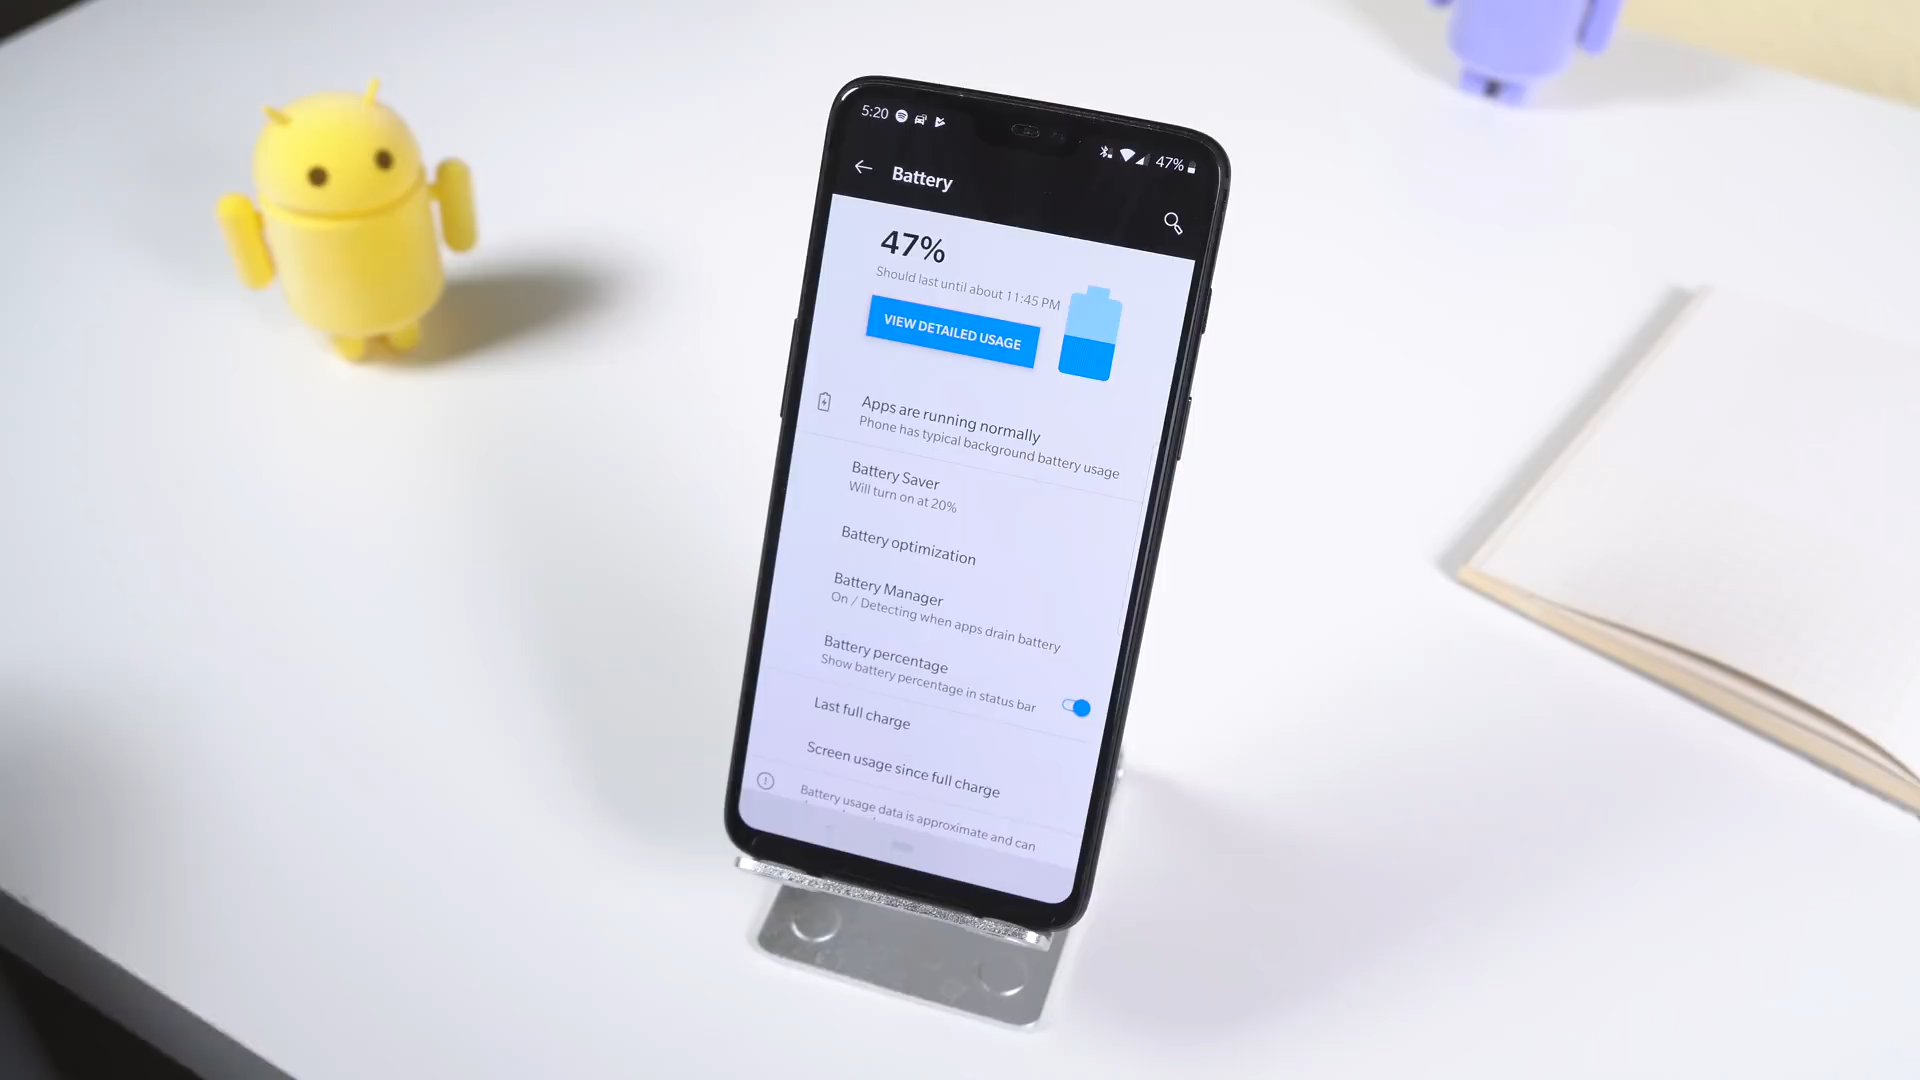 5:20
47%
Battery
47%
Should last until about 11:45 PM
VIEW DETAILED USAGE
Apps are running normally
Phone has typical background battery usage
Battery Saver
Will turn on at 20%
Battery optimization
Battery Manager
On / Detecting when apps drain battery
Battery percentage
Show battery percentage in status bar
Last full charge
Screen usage since full charge
Battery usage data is approximate and can